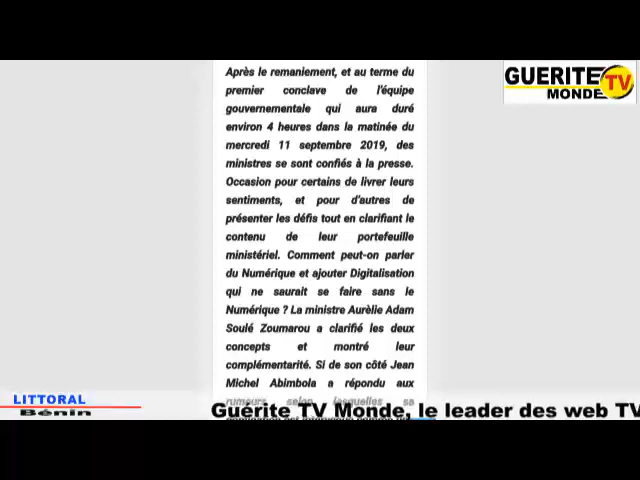 Après le remaniement, et au terme du
premier conclave de l'équipe
gouvernementale qui aura duré
environ 4 heures dans la matinée du
mercredi 11 septembre 2019, des
ministres se sont confiés à la presse.
Occasion pour certains de livrer leurs
sentiments, et pour d'autres de
présenter les défis tout en clarifiant le
contenu de leur portefeuille
ministériel. Comment peut-on parler
du Numérique et ajouter Digitalisation
qui ne saurait se faire sans le
Numérique ? La ministre Aurèlie Adam
Soulé Zoumarou a clarifié les deux
concepts et montré leur
complémentarité. Si de son côté Jean
Michel Abimbola a répondu aux
rumeurs selon lesquelles sa
GUERITE TV
MONDE
LITTORAL
Bénin
Guérite TV Monde, le leader des web TV